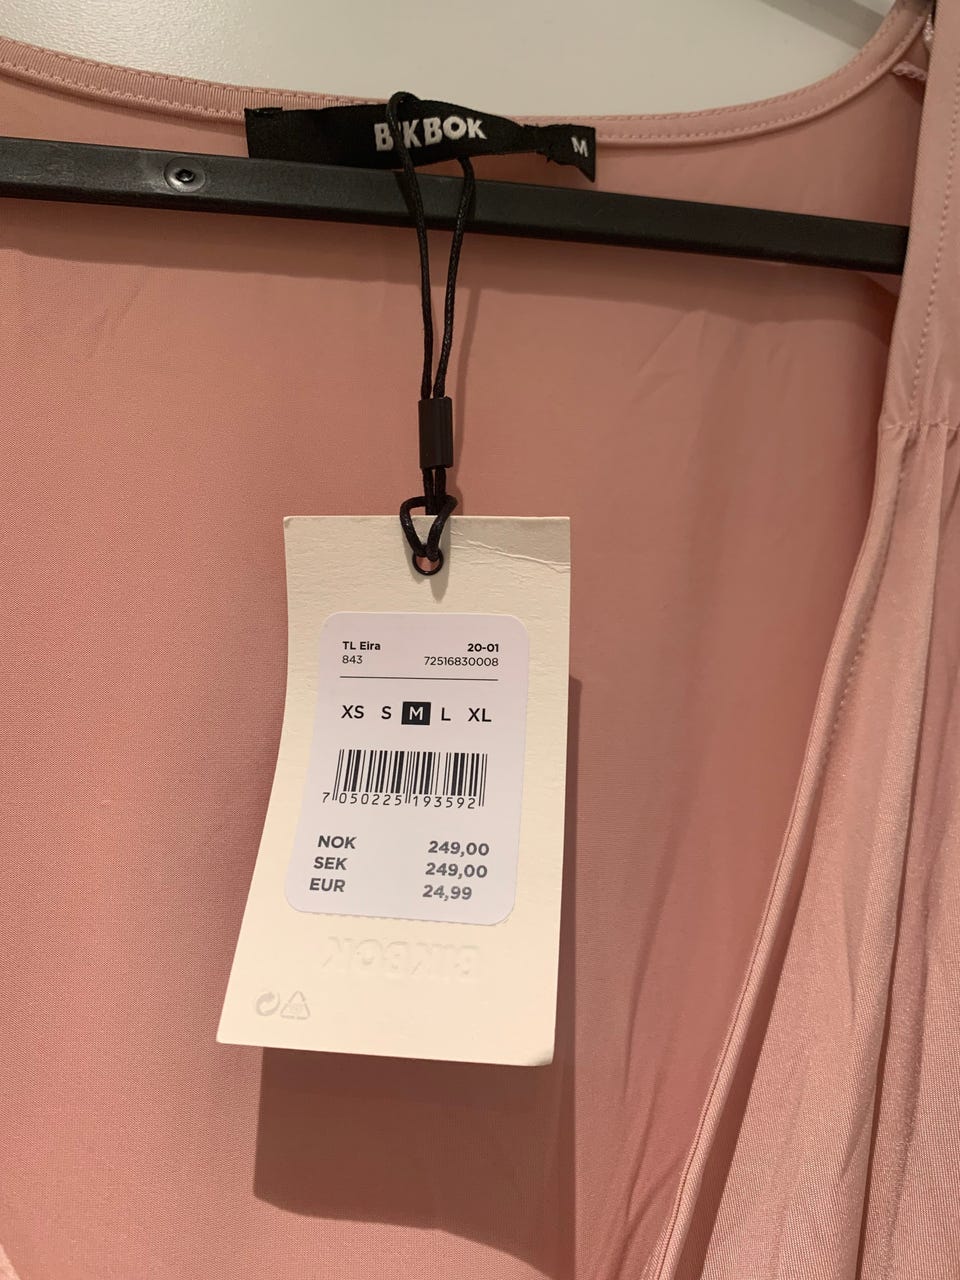 BIKBOK
M
TL Eira 20-01
843 72516830008
XS S M L XL
7 050225 193592
NOK 249,00
SEK 249,00
EUR 24,99
BIKBOK